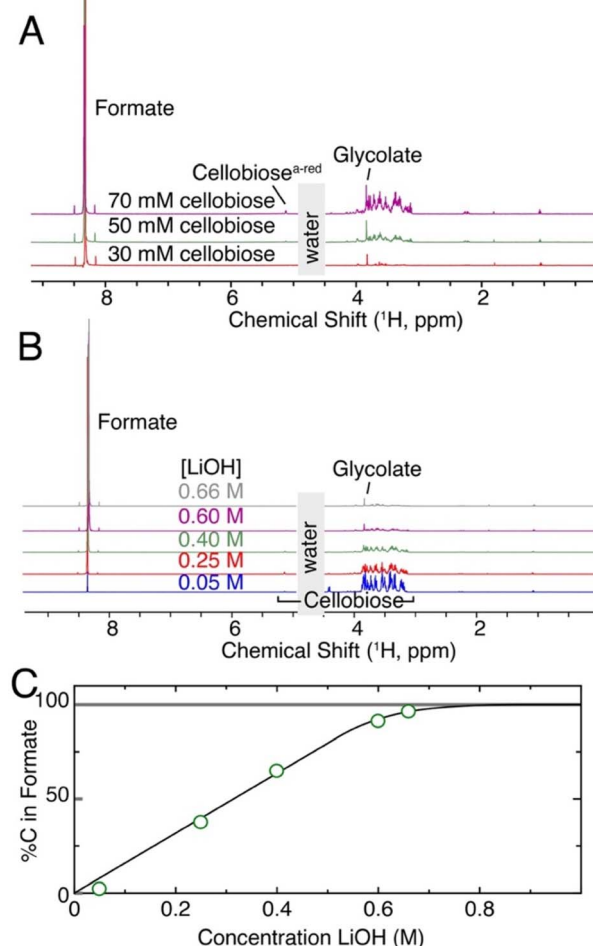 A
Formate
Cellobiose^a-red
Glycolate
70 mM cellobiose
50 mM cellobiose
30 mM cellobiose
water
8 6 4 2
Chemical Shift (¹H, ppm)
B
Formate
[LiOH]
Glycolate
0.66 M
0.60 M
0.40 M
0.25 M
0.05 M
water
Cellobiose
8 6 4 2
Chemical Shift (¹H, ppm)
C
100
50
0
%C in Formate
0 0.2 0.4 0.6 0.8
Concentration LiOH (M)